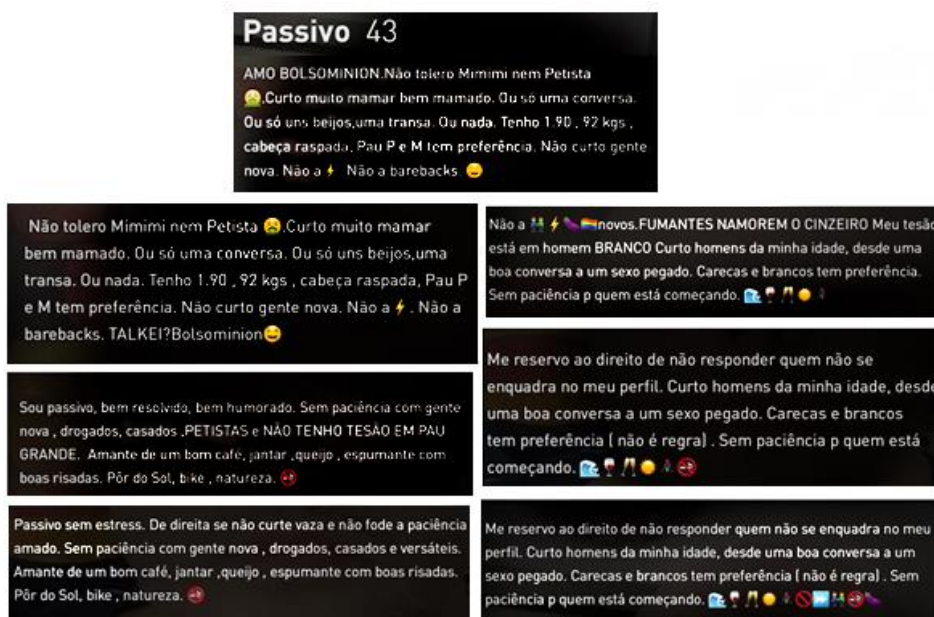 Passivo 43
AMO BOLSOMINION.Não tolero Mimimi nem Petista
🤮.Curto muito mamar bem mamado. Ou só uma conversa.
Ou só uns beijos,uma transa. Ou nada. Tenho 1.90 , 92 kgs ,
cabeça raspada, Pau P e M tem preferência. Não curto gente
nova. Não a ⚡ Não a barebacks. 😄
Não tolero Mimimi nem Petista 🤮.Curto muito mamar
bem mamado. Ou só uma conversa. Ou só uns beijos,uma
transa. Ou nada. Tenho 1.90 , 92 kgs , cabeça raspada, Pau P
e M tem preferência. Não curto gente nova. Não a ⚡ . Não a
barebacks. TALKEI?Bolsominion😄
Sou passivo, bem resolvido, bem humorado. Sem paciência com gente
nova , drogados, casados ,PETISTAS e NÃO TENHO TESÃO EM PAU
GRANDE. Amante de um bom café, jantar ,queijo , espumante com
boas risadas. Pôr do Sol, bike , natureza. 🚭
Passivo sem estress. De direita se não curte vaza e não fode a paciência
amado. Sem paciência com gente nova , drogados, casados e versáteis.
Amante de um bom café, jantar ,queijo , espumante com boas risadas.
Pôr do Sol, bike , natureza. 🚭
Não a 👬 ⚡ 🍆 🏳️‍🌈novos.FUMANTES NAMOREM O CINZEIRO Meu tesão
está em homem BRANCO Curto homens da minha idade, desde uma
boa conversa a um sexo pegado. Carecas e brancos tem preferência.
Sem paciência p quem está começando. 🌊 🍷 🥂 ☀️
Me reservo ao direito de não responder quem não se
enquadra no meu perfil. Curto homens da minha idade, desde
uma boa conversa a um sexo pegado. Carecas e brancos
tem preferência ( não é regra) . Sem paciência p quem está
começando. 🌊 🍷 🥂 ☀️ 🚭
Me reservo ao direito de não responder quem não se enquadra no meu
perfil. Curto homens da minha idade, desde uma boa conversa a um
sexo pegado. Carecas e brancos tem preferência ( não é regra) . Sem
paciência p quem está começando. 🌊 🍷 🥂 ☀️ 🚫 👬 🚭 🍆